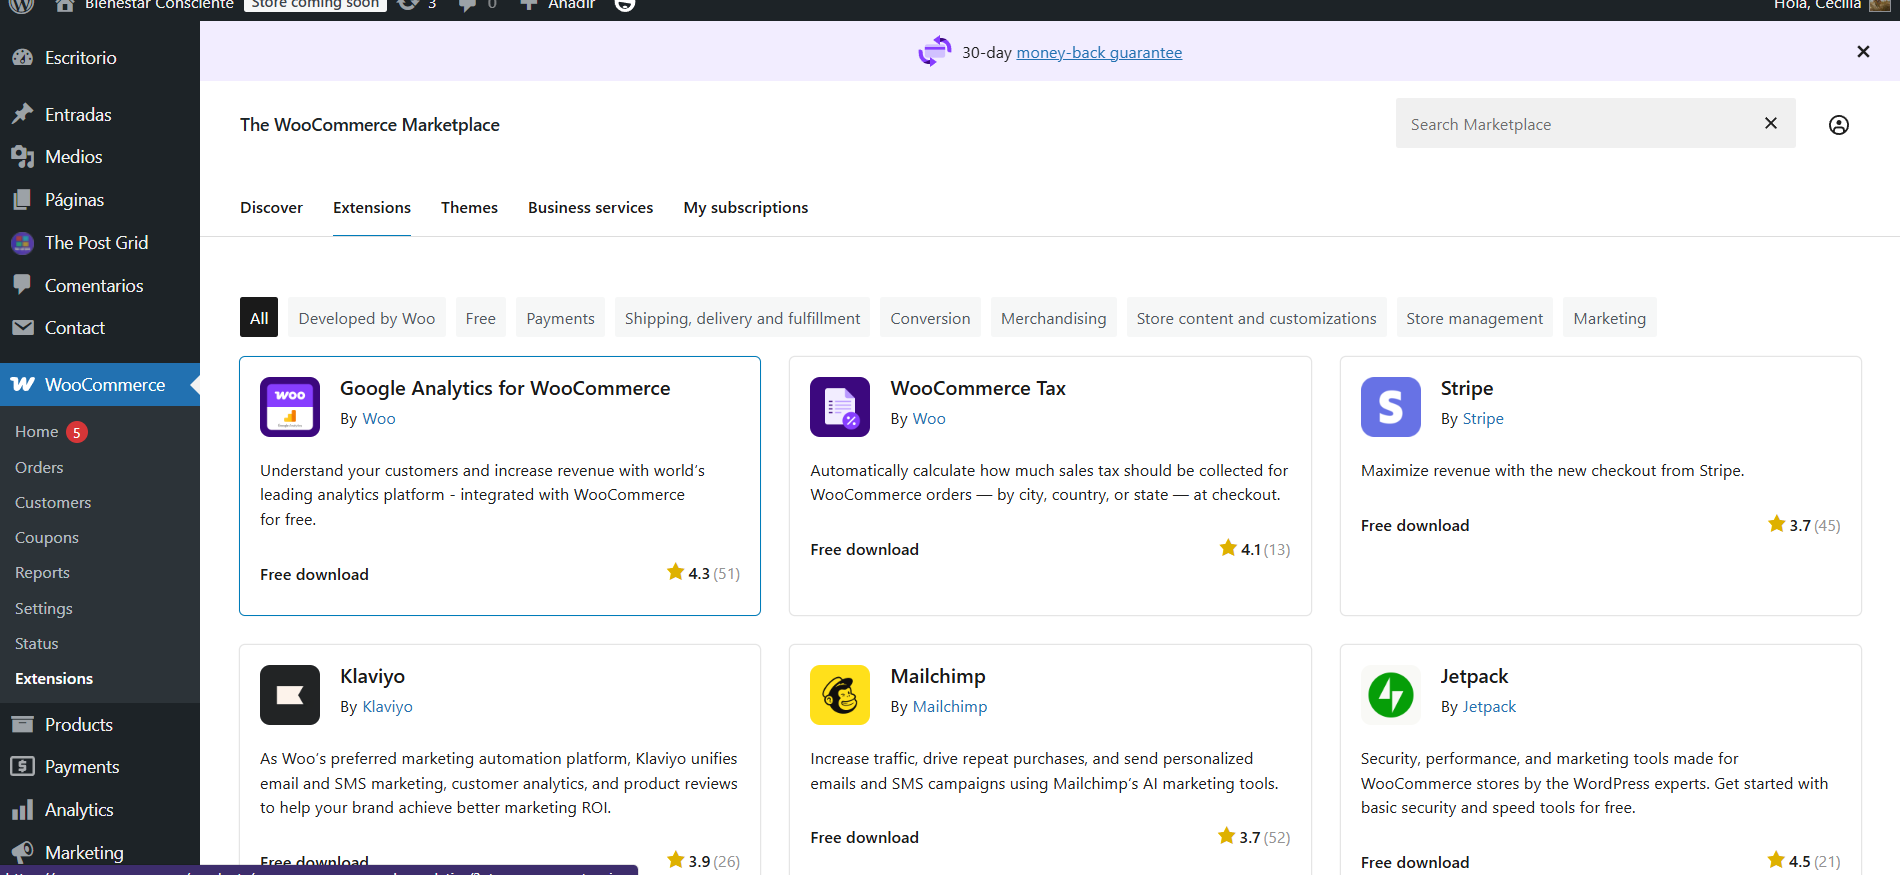 Bienestar Consciente Store coming soon 3 0 Añadir Hola, Cecilia
30-day money-back guarantee
Escritorio
Entradas
Medios
Páginas
The Post Grid
Comentarios
Contact
WooCommerce
Home 5
Orders
Customers
Coupons
Reports
Settings
Status
Extensions
Products
Payments
Analytics
Marketing
The WooCommerce Marketplace
Search Marketplace
Discover Extensions Themes Business services My subscriptions
All Developed by Woo Free Payments Shipping, delivery and fulfillment Conversion Merchandising Store content and customizations Store management Marketing
woo
Google Analytics for WooCommerce
By Woo
Understand your customers and increase revenue with world’s
leading analytics platform - integrated with WooCommerce
for free.
Free download 4.3 (51)
WooCommerce Tax
By Woo
Automatically calculate how much sales tax should be collected for
WooCommerce orders — by city, country, or state — at checkout.
Free download 4.1 (13)
S
Stripe
By Stripe
Maximize revenue with the new checkout from Stripe.
Free download 3.7 (45)
Klaviyo
By Klaviyo
As Woo’s preferred marketing automation platform, Klaviyo unifies
email and SMS marketing, customer analytics, and product reviews
to help your brand achieve better marketing ROI.
Free download 3.9 (26)
Mailchimp
By Mailchimp
Increase traffic, drive repeat purchases, and send personalized
emails and SMS campaigns using Mailchimp’s AI marketing tools.
Free download 3.7 (52)
Jetpack
By Jetpack
Security, performance, and marketing tools made for
WooCommerce stores by the WordPress experts. Get started with
basic security and speed tools for free.
Free download 4.5 (21)